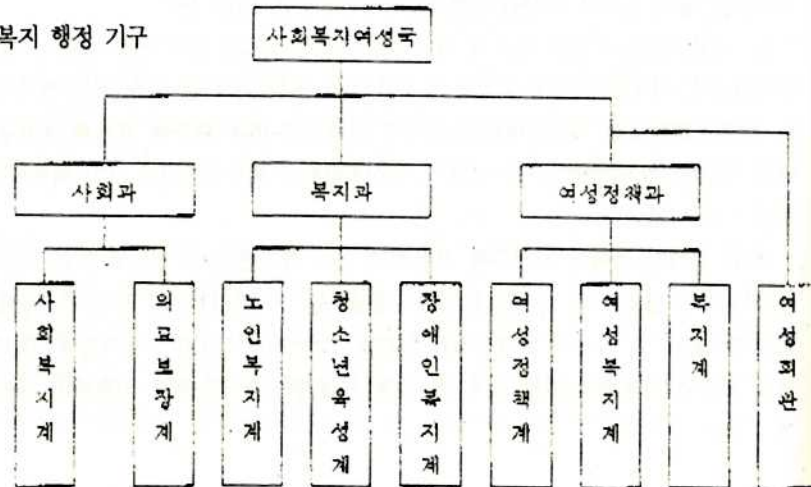 복지 행정 기구
사회복지여성국
사회과
복지과
여성정책과
사회복지계
의료보장계
노인복지계
청소년육성계
장애인복지계
여성정책계
여성복지계
복지계
여성회관